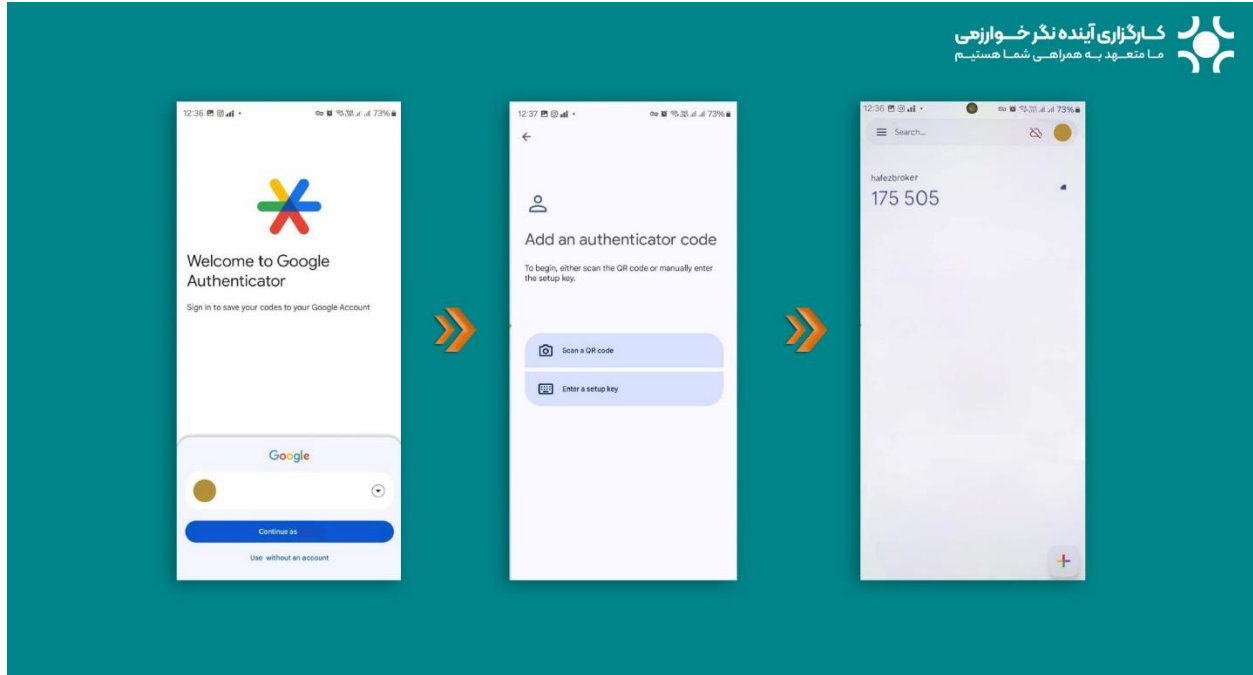 کـارگزاری آینده نگر خـوارزمی
مـا متعـهد بـه همراهـی شمـا هستیـم
12:36
73%
Welcome to Google
Authenticator
Sign in to save your codes to your Google Account
Google
Continue as
Use without an account
12:37
73%
Add an authenticator code
To begin, either scan the QR code or manually enter
the setup key.
Scan a QR code
Enter a setup key
12:36
73%
Search...
hafezbroker
175 505